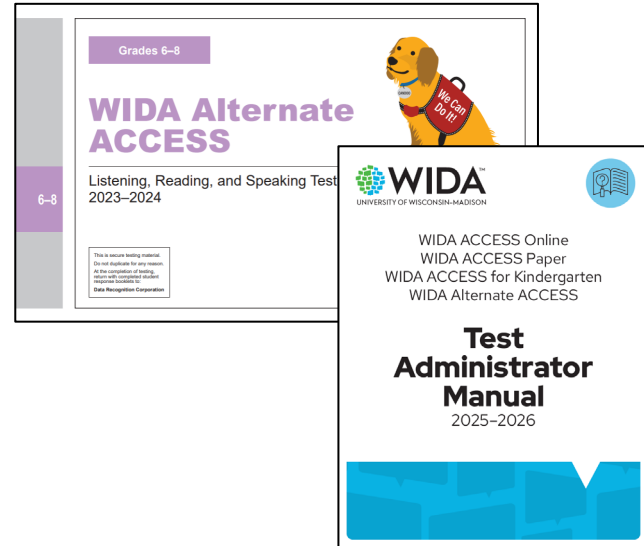 Grades 6–8
WIDA Alternate
ACCESS
Listening, Reading, and Speaking Test
2023–2024
6–8
This is secure testing material.
Do not duplicate for any reason.
At the completion of testing,
return with completed student
response booklets to:
Data Recognition Corporation
We Can
Do It!
WIDA™
UNIVERSITY OF WISCONSIN–MADISON
WIDA ACCESS Online
WIDA ACCESS Paper
WIDA ACCESS for Kindergarten
WIDA Alternate ACCESS
Test
Administrator
Manual
2025–2026